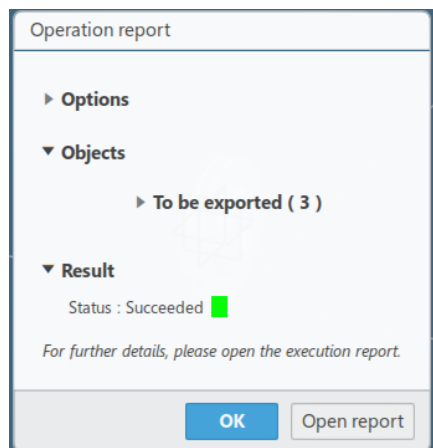 Operation report
Options
Objects
To be exported ( 3 )
Result
Status : Succeeded
For further details, please open the execution report.
OK Open report